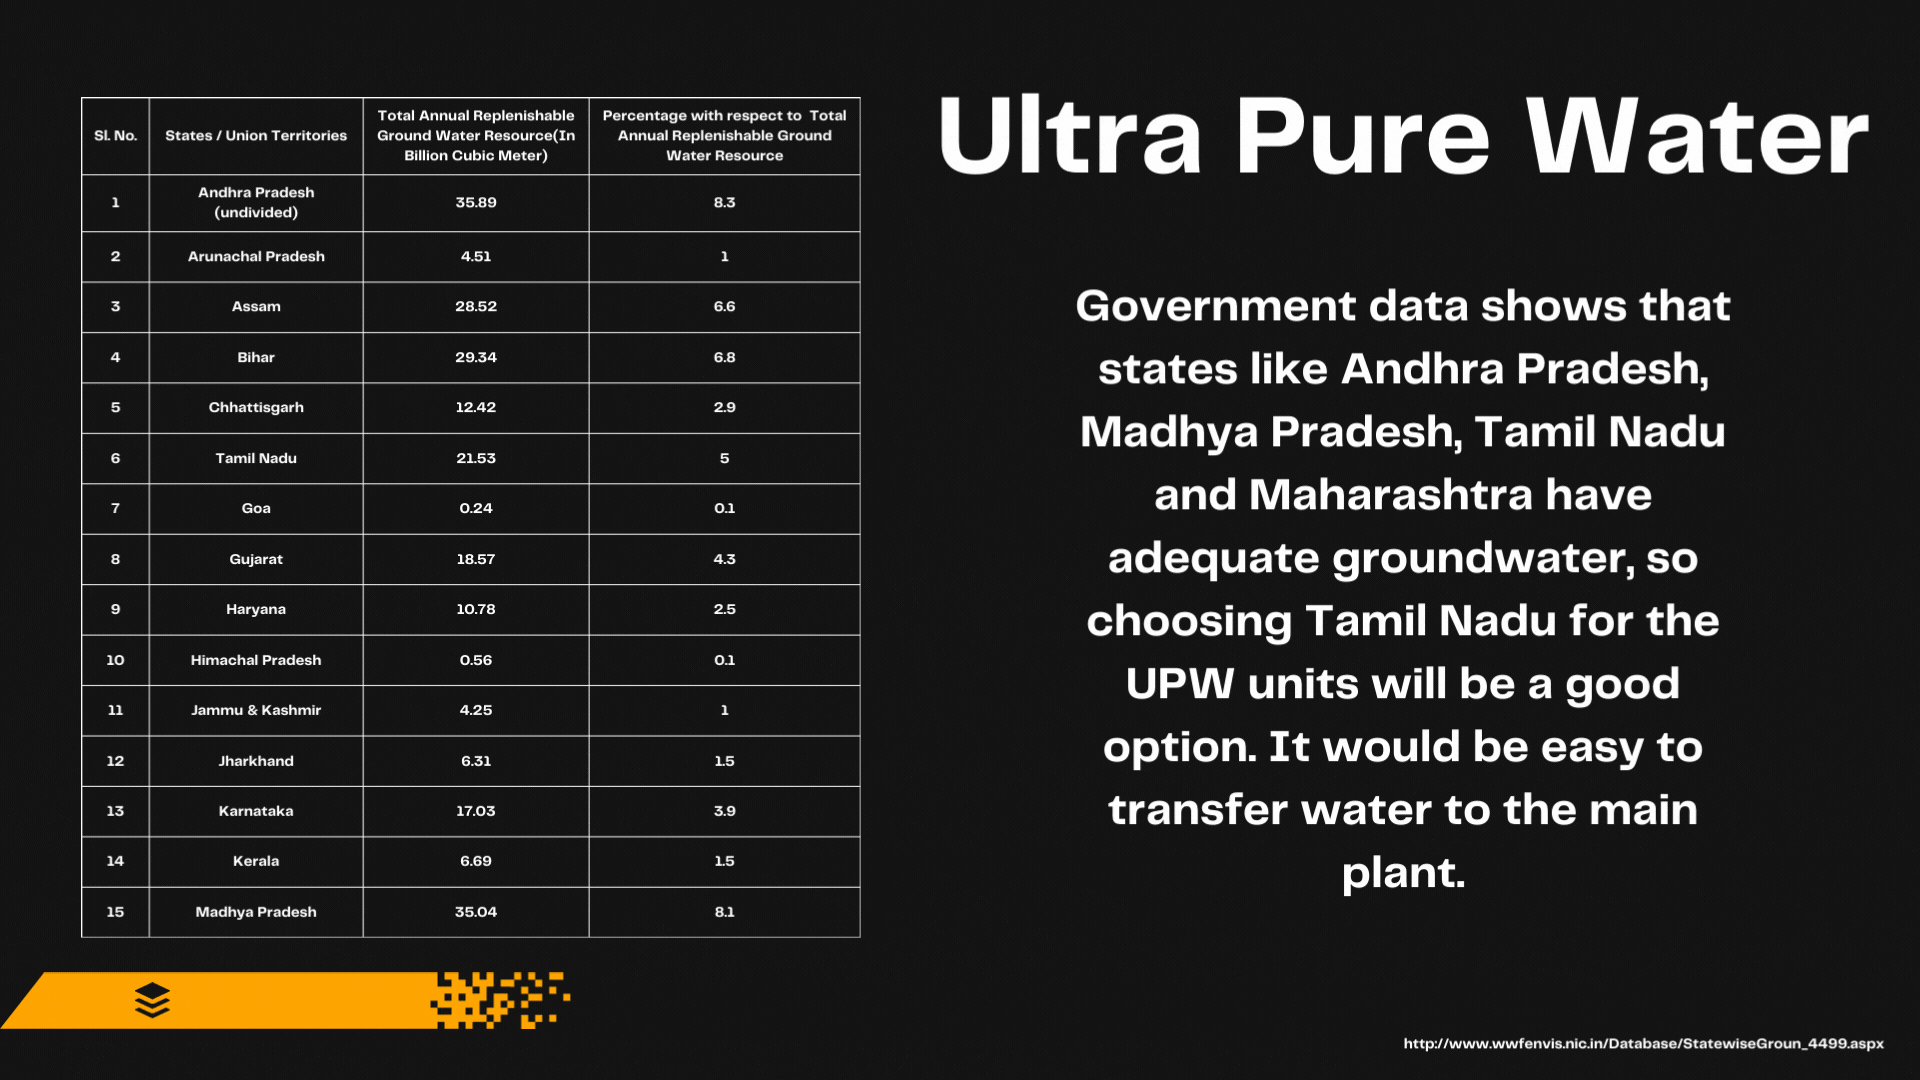 Sl. No. States / Union Territories Total Annual Replenishable Ground Water Resource(In Billion Cubic Meter) Percentage with respect to Total Annual Replenishable Ground Water Resource
1 Andhra Pradesh (undivided) 35.89 8.3
2 Arunachal Pradesh 4.51 1
3 Assam 28.52 6.6
4 Bihar 29.34 6.8
5 Chhattisgarh 12.42 2.9
6 Tamil Nadu 21.53 5
7 Goa 0.24 0.1
8 Gujarat 18.57 4.3
9 Haryana 10.78 2.5
10 Himachal Pradesh 0.56 0.1
11 Jammu & Kashmir 4.25 1
12 Jharkhand 6.31 1.5
13 Karnataka 17.03 3.9
14 Kerala 6.69 1.5
15 Madhya Pradesh 35.04 8.1
Ultra Pure Water
Government data shows that
states like Andhra Pradesh,
Madhya Pradesh, Tamil Nadu
and Maharashtra have
adequate groundwater, so
choosing Tamil Nadu for the
UPW units will be a good
option. It would be easy to
transfer water to the main
plant.
http://www.wwfenvis.nic.in/Database/StatewiseGroun_4499.aspx